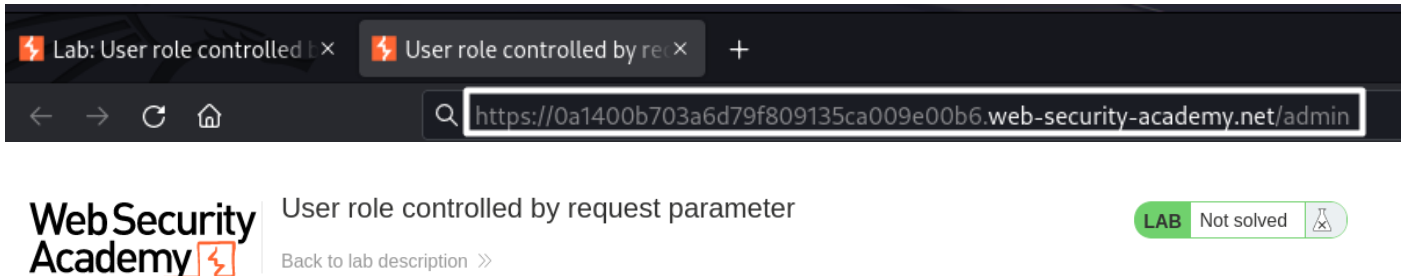 Lab: User role controlled b
User role controlled by rec
https://0a1400b703a6d79f809135ca009e00b6.web-security-academy.net/admin
Web Security
Academy
User role controlled by request parameter
Back to lab description
LAB Not solved